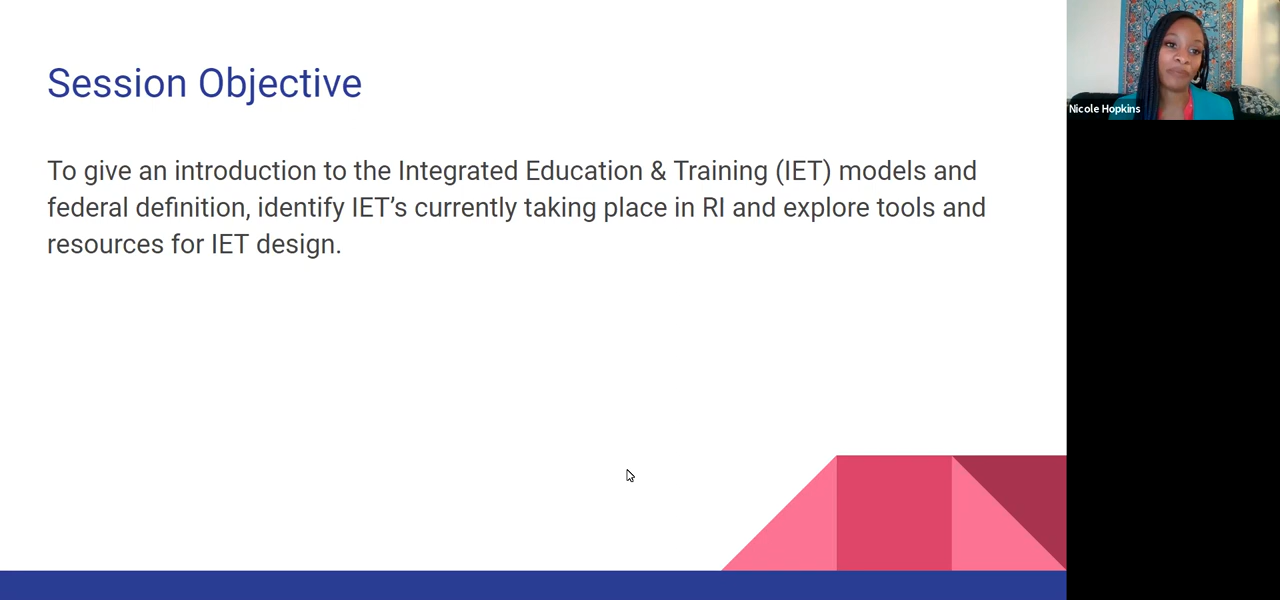 Session Objective
To give an introduction to the Integrated Education & Training (IET) models and
federal definition, identify IET’s currently taking place in RI and explore tools and
resources for IET design.
Nicole Hopkins